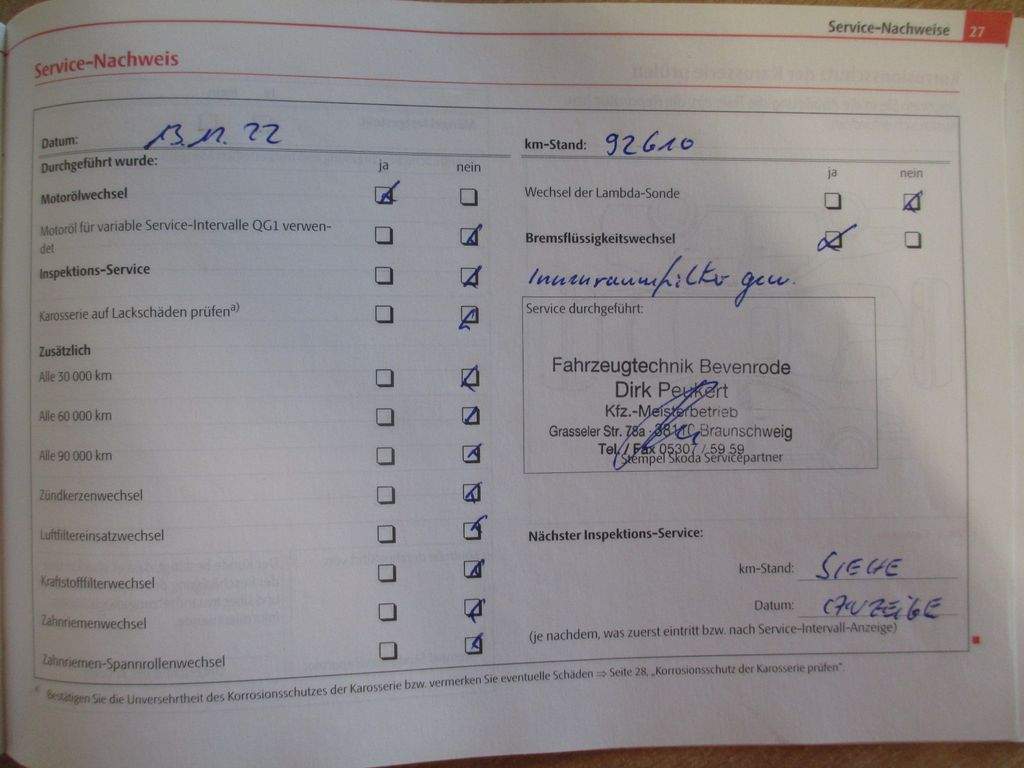 Service-Nachweise 27
Service-Nachweis
Datum: 13.11.22
Durchgeführt wurde:
ja nein
Motorölwechsel
Motoröl für variable Service-Intervalle QG1 verwen-
det
Inspektions-Service
Karosserie auf Lackschäden prüfen a)
Zusätzlich
Alle 30 000 km
Alle 60 000 km
Alle 90 000 km
Zündkerzenwechsel
Luftfiltereinsatzwechsel
Kraftstofffilterwechsel
Zahnriemenwechsel
Zahnriemen-Spannrollenwechsel
km-Stand: 92610
ja nein
Wechsel der Lambda-Sonde
Bremsflüssigkeitswechsel
Innenraumfilter gew.
Service durchgeführt:
Fahrzeugtechnik Bevenrode
Dirk Peukert
Kfz.-Meisterbetrieb
Grasseler Str. 78a · 38110 Braunschweig
Tel. / Fax 05307 / 59 59
Stempel Skoda Servicepartner
Nächster Inspektions-Service:
km-Stand: SIEHE
Datum: ANZEIGE
(je nachdem, was zuerst eintritt bzw. nach Service-Intervall-Anzeige)
Bestätigen Sie die Unversehrtheit des Korrosionsschutzes der Karosserie bzw. vermerken Sie eventuelle Schäden ⇒ Seite 28, „Korrosionsschutz der Karosserie prüfen“.